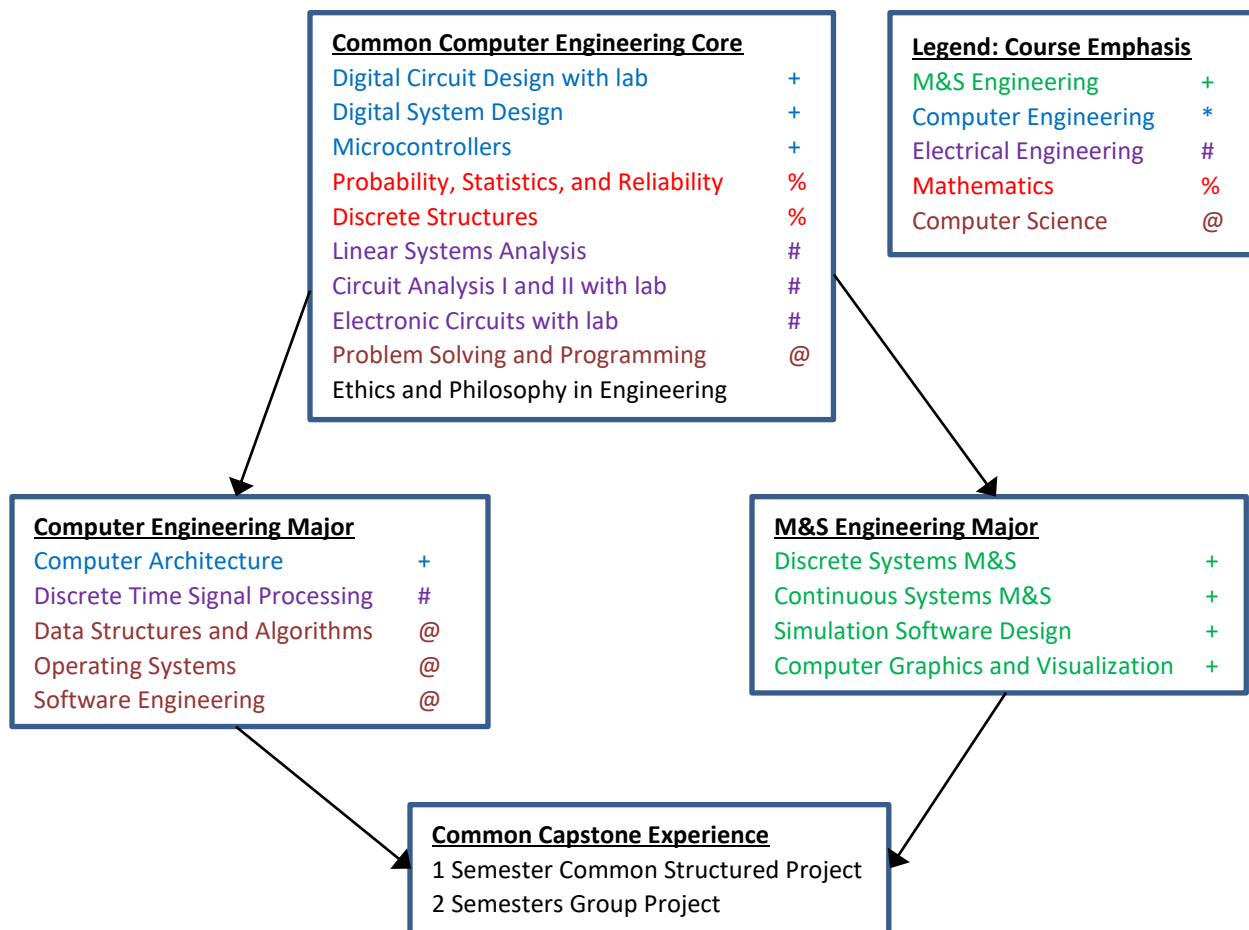 Common Computer Engineering Core
Digital Circuit Design with lab +
Digital System Design +
Microcontrollers +
Probability, Statistics, and Reliability %
Discrete Structures %
Linear Systems Analysis #
Circuit Analysis I and II with lab #
Electronic Circuits with lab #
Problem Solving and Programming @
Ethics and Philosophy in Engineering
Legend: Course Emphasis
M&S Engineering +
Computer Engineering *
Electrical Engineering #
Mathematics %
Computer Science @
Computer Engineering Major
Computer Architecture +
Discrete Time Signal Processing #
Data Structures and Algorithms @
Operating Systems @
Software Engineering @
M&S Engineering Major
Discrete Systems M&S +
Continuous Systems M&S +
Simulation Software Design +
Computer Graphics and Visualization +
Common Capstone Experience
1 Semester Common Structured Project
2 Semesters Group Project